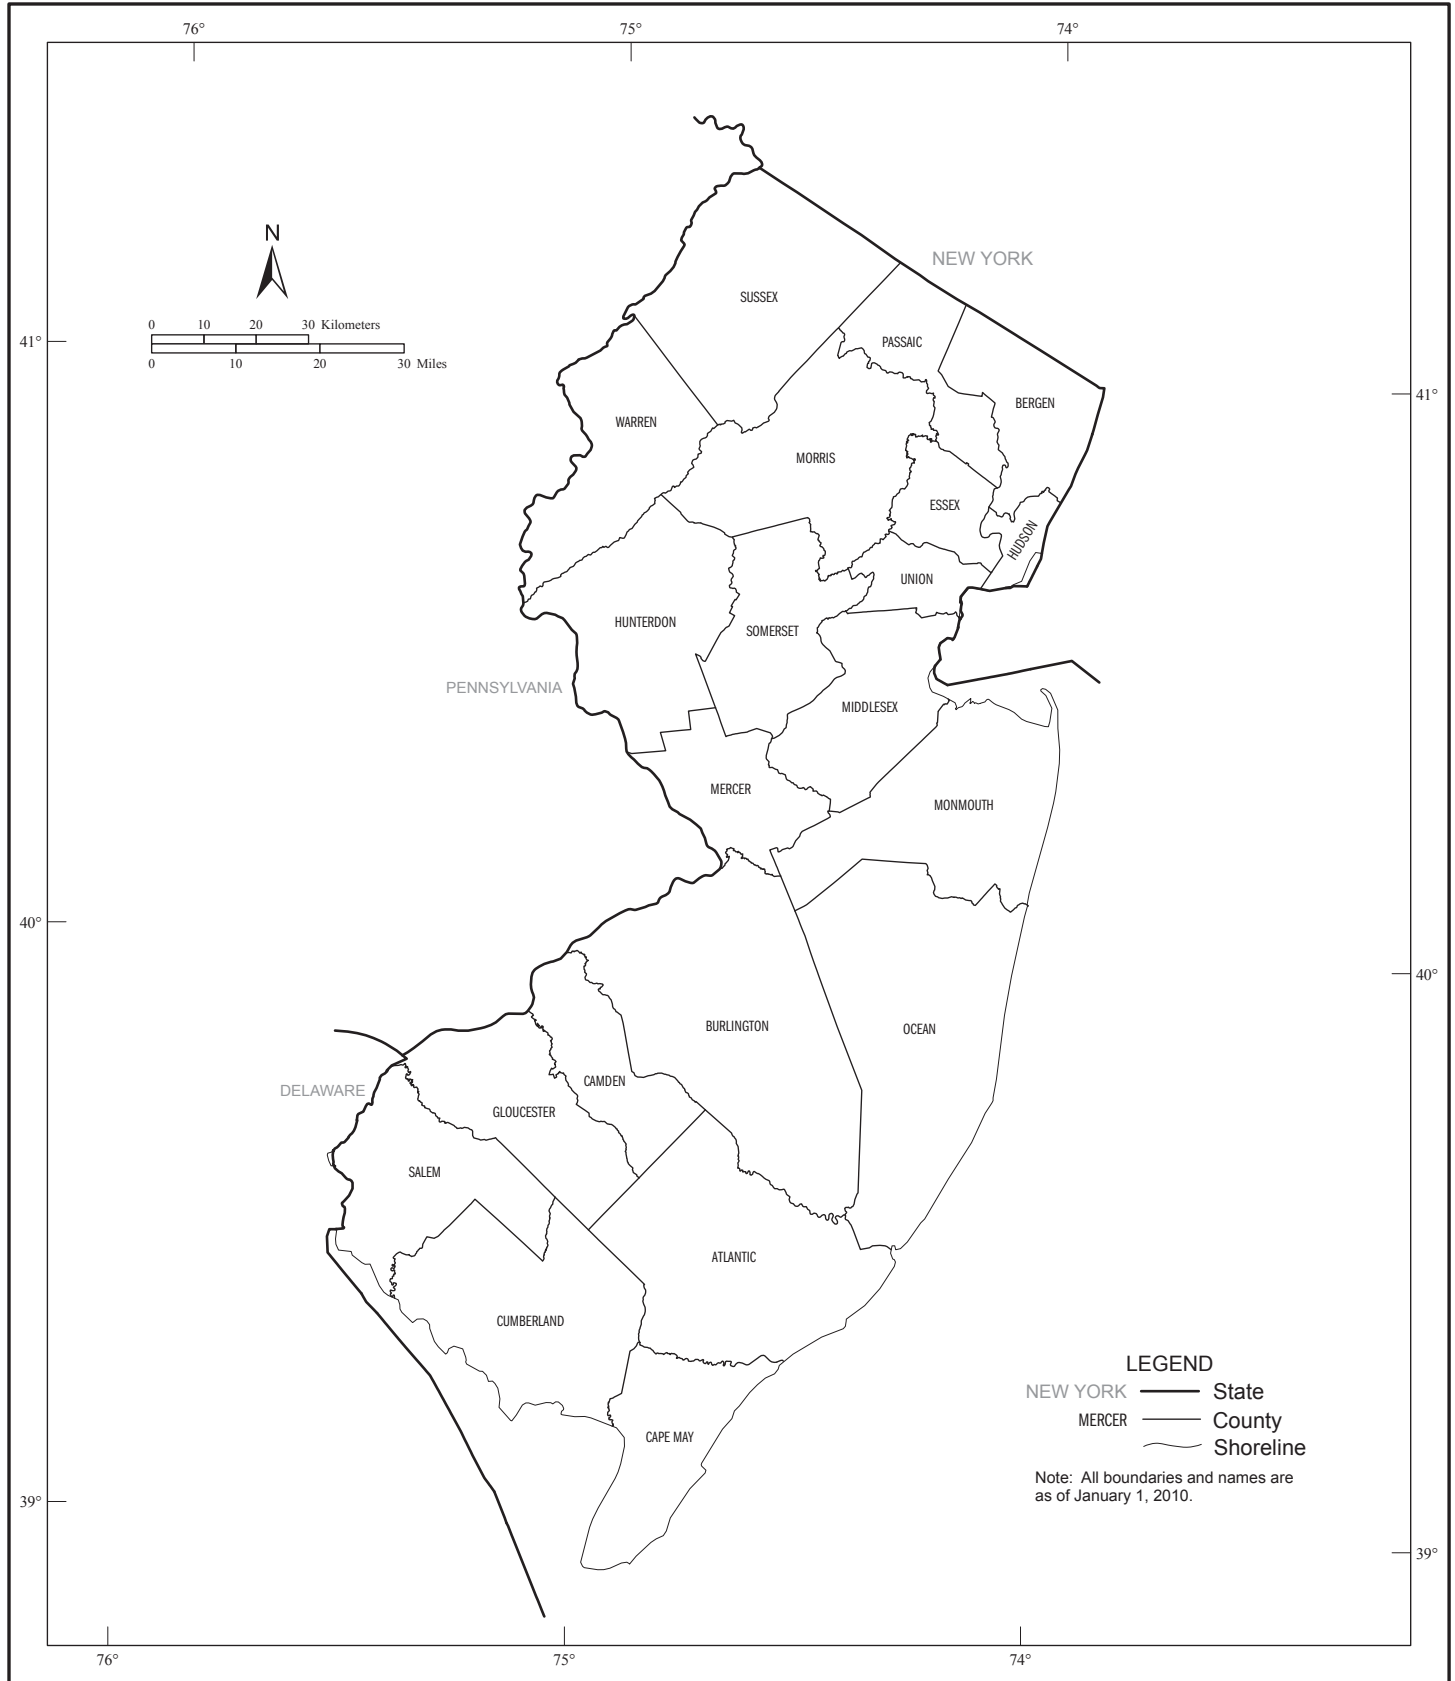 76° 75° 74°
N
NEW YORK
SUSSEX
0 10 20 30 Kilometers
0 10 20 30 Miles
41°
PASSAIC
41°
BERGEN
WARREN
MORRIS
ESSEX
HUDSON
UNION
HUNTERDON
SOMERSET
PENNSYLVANIA
MIDDLESEX
MERCER
MONMOUTH
40°
40°
BURLINGTON
OCEAN
CAMDEN
DELAWARE
GLOUCESTER
SALEM
ATLANTIC
CUMBERLAND
CAPE MAY
LEGEND
NEW YORK State
MERCER County
Shoreline
Note: All boundaries and names are
as of January 1, 2010.
39°
39°
76° 75° 74°